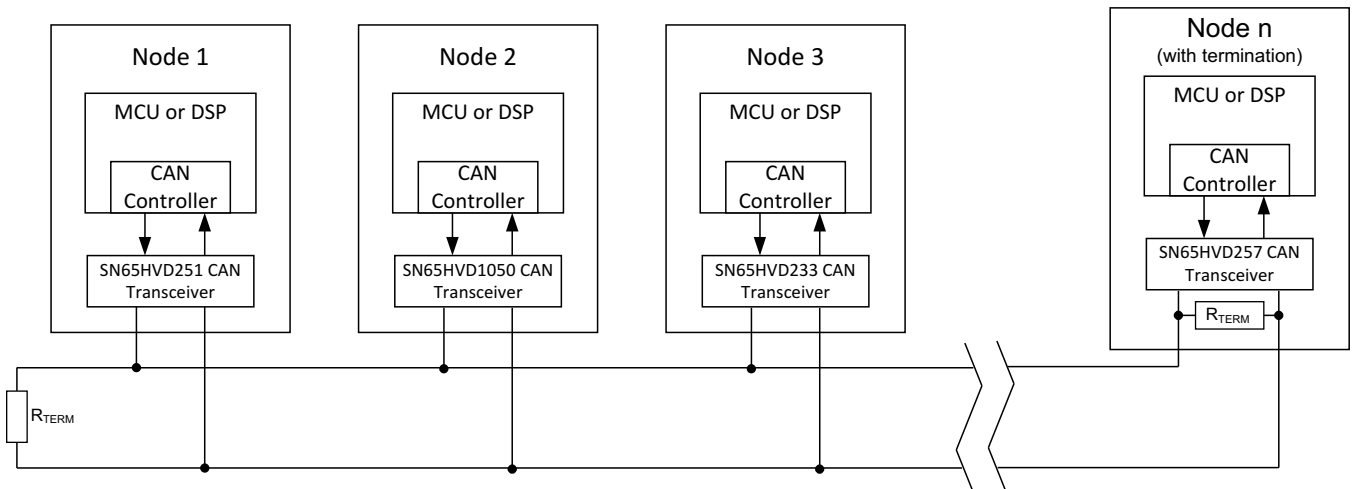 Node 1
MCU or DSP
CAN
Controller
SN65HVD251 CAN
Transceiver
Node 2
MCU or DSP
CAN
Controller
SN65HVD1050 CAN
Transceiver
Node 3
MCU or DSP
CAN
Controller
SN65HVD233 CAN
Transceiver
Node n
(with termination)
MCU or DSP
CAN
Controller
SN65HVD257 CAN
Transceiver
RTERM
RTERM